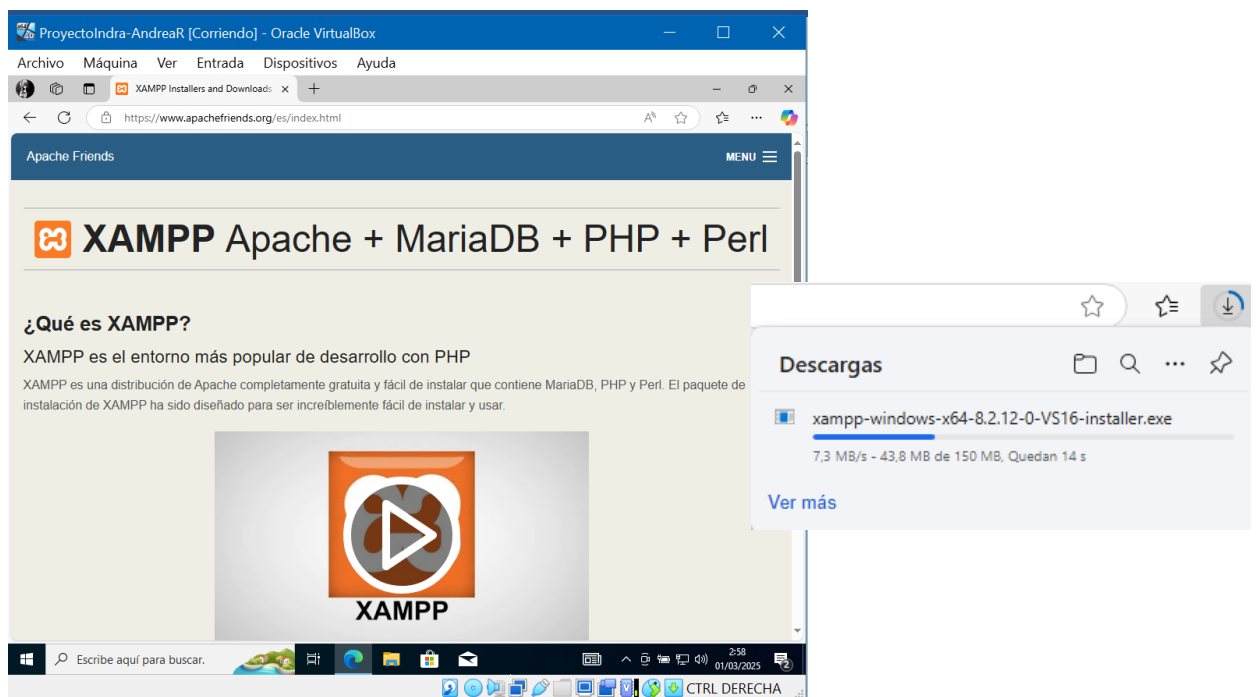 ProyectoIndra-AndreaR [Corriendo] - Oracle VirtualBox
Archivo Máquina Ver Entrada Dispositivos Ayuda
XAMPP Installers and Downloads
https://www.apachefriends.org/es/index.html
Apache Friends
MENU
XAMPP Apache + MariaDB + PHP + Perl
¿Qué es XAMPP?
XAMPP es el entorno más popular de desarrollo con PHP
XAMPP es una distribución de Apache completamente gratuita y fácil de instalar que contiene MariaDB, PHP y Perl. El paquete de
instalación de XAMPP ha sido diseñado para ser increíblemente fácil de instalar y usar.
XAMPP
Descargas
xampp-windows-x64-8.2.12-0-VS16-installer.exe
7,3 MB/s - 43,8 MB de 150 MB, Quedan 14 s
Ver más
Escribe aquí para buscar.
2:58
01/03/2025
2
CTRL DERECHA